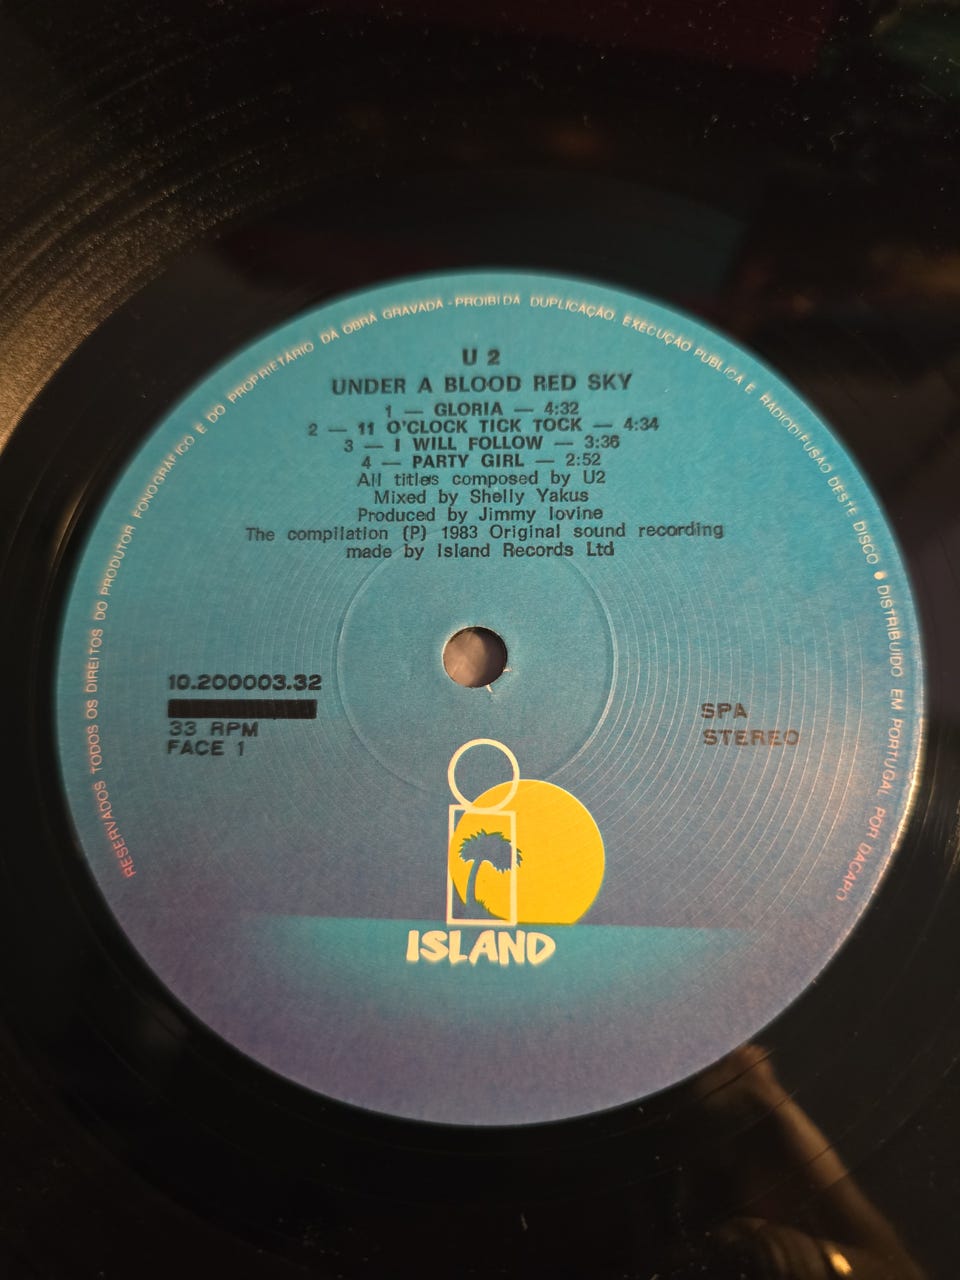 RESERVADOS TODOS OS DIREITOS DO PRODUTOR FONOGRÁFICO E DO PROPRIETÁRIO DA OBRA GRAVADA - PROIBIDA DUPLICAÇÃO, EXECUÇÃO PUBLICA E RADIODIFUSÃO DESTE DISCO ● DISTRIBUIDO EM PORTUGAL POR DACAPO
U 2
UNDER A BLOOD RED SKY
1 — GLORIA — 4:32
2 — 11 O'CLOCK TICK TOCK — 4:34
3 — I WILL FOLLOW — 3:36
4 — PARTY GIRL — 2:52
All titles composed by U2
Mixed by Shelly Yakus
Produced by Jimmy Iovine
The compilation (P) 1983 Original sound recording
made by Island Records Ltd
10.200003.32
33 RPM
FACE 1
SPA
STEREO
ISLAND